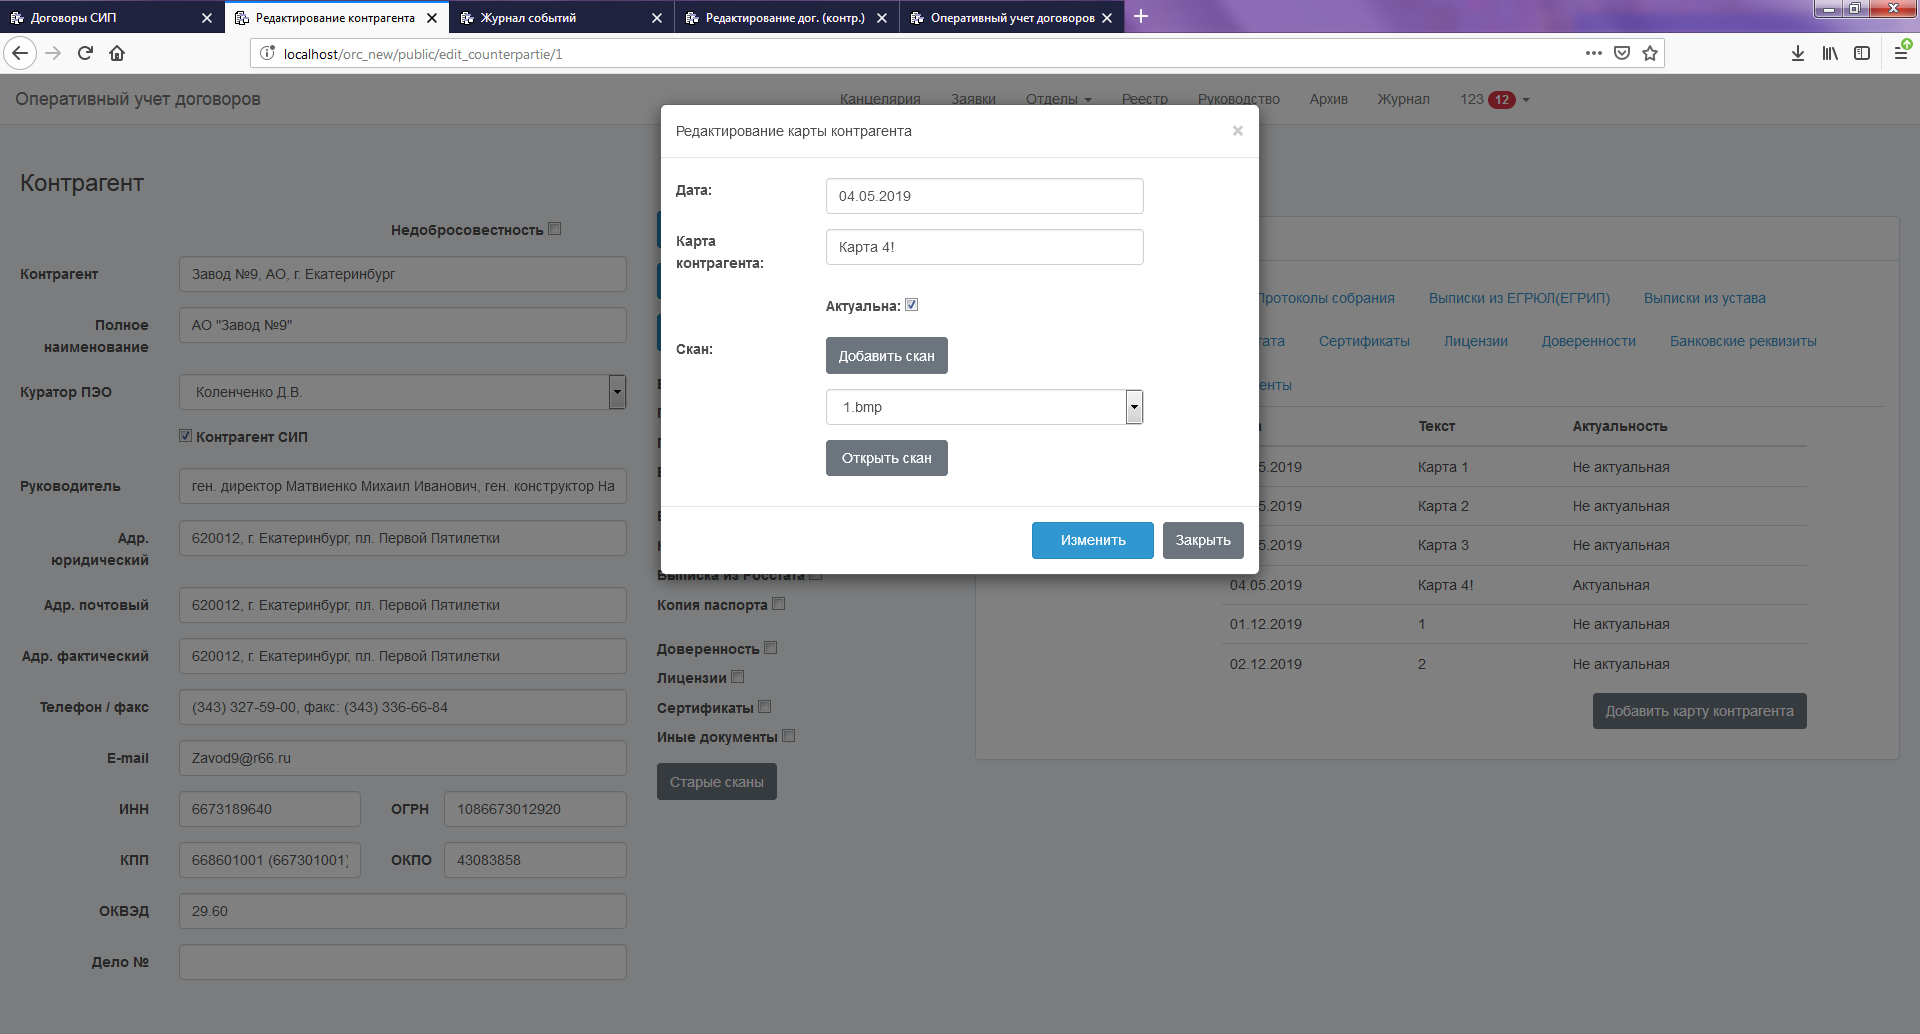 Договоры СИП
Редактирование контрагента
Журнал событий
Редактирование дог. (контр.)
Оперативный учет договоров
localhost/orc_new/public/edit_counterpartie/1
Оперативный учет договоров
Канцелярия Заявки Отделы Реестр Руководство Архив Журнал 123 12
Редактирование карты контрагента
Дата:
04.05.2019
Карта контрагента:
Карта 4!
Актуальна:
Скан:
Добавить скан
1.bmp
Открыть скан
Изменить Закрыть
Контрагент
Недобросовестность
Контрагент
Завод №9, АО, г. Екатеринбург
Полное наименование
АО "Завод №9"
Куратор ПЭО
Коленченко Д.В.
Контрагент СИП
Руководитель
ген. директор Матвиенко Михаил Иванович, ген. конструктор На
Адр. юридический
620012, г. Екатеринбург, пл. Первой Пятилетки
Адр. почтовый
620012, г. Екатеринбург, пл. Первой Пятилетки
Адр. фактический
620012, г. Екатеринбург, пл. Первой Пятилетки
Телефон / факс
(343) 327-59-00, факс: (343) 336-66-84
E-mail
Zavod9@r66.ru
ИНН 6673189640 ОГРН 1086673012920
КПП 668601001 (667301001) ОКПО 43083858
ОКВЭД 29.60
Дело №
Выписка из Росстата
Копия паспорта
Доверенность
Лицензии
Сертификаты
Иные документы
Старые сканы
Протоколы собрания Выписки из ЕГРЮЛ(ЕГРИП) Выписки из устава
Сертификаты Лицензии Доверенности Банковские реквизиты
Текст Актуальность
5.2019 Карта 1 Не актуальная
5.2019 Карта 2 Не актуальная
5.2019 Карта 3 Не актуальная
04.05.2019 Карта 4! Актуальная
01.12.2019 1 Не актуальная
02.12.2019 2 Не актуальная
Добавить карту контрагента